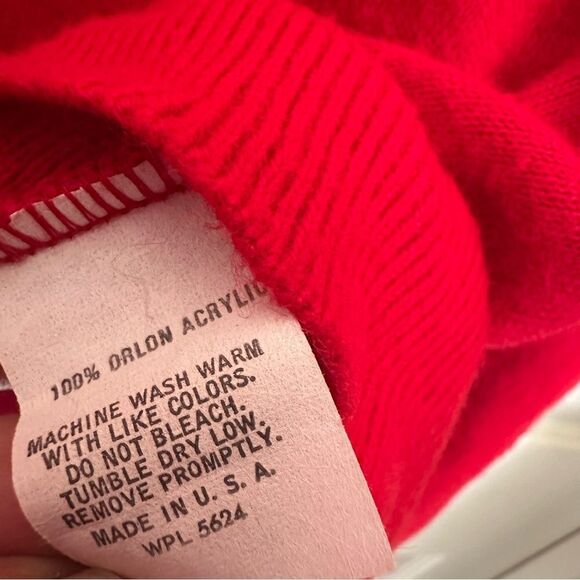 100% ORLON ACRYLIC
MACHINE WASH WARM
WITH LIKE COLORS.
DO NOT BLEACH.
TUMBLE DRY LOW.
REMOVE PROMPTLY.
MADE IN U.S.A.
WPL 5624